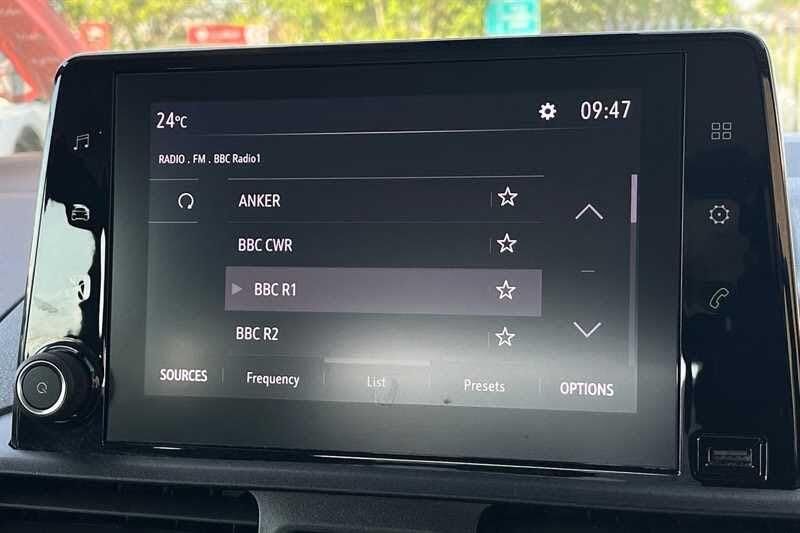 24°C 09:47
RADIO . FM . BBC Radio1
ANKER
BBC CWR
BBC R1
BBC R2
SOURCES Frequency List Presets OPTIONS